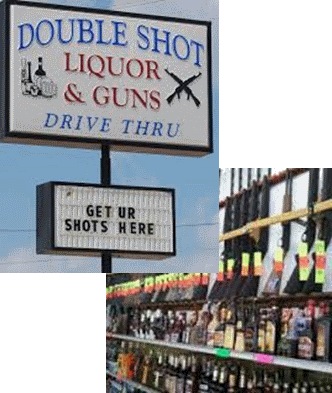 DOUBLE SHOT
LIQUOR
& GUNS
DRIVE THRU
GET UR
SHOTS HERE